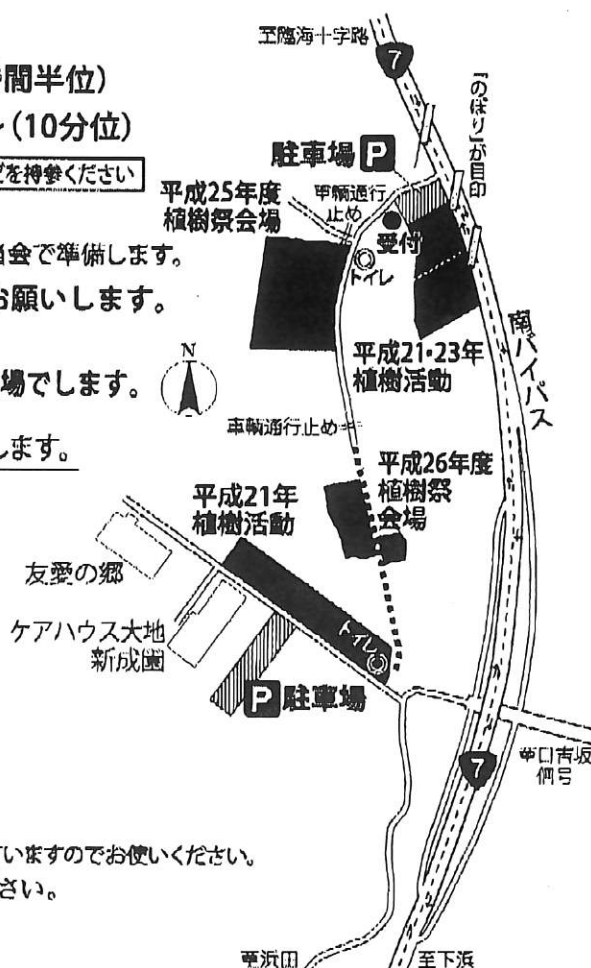 至臨海十字路
7
間半位)
(10分位)
「のぼり」が目印
駐車場 P
を持参ください
平成25年度
植樹祭会場
車輌通行
止め
受付
トイレ
会で準備します。
お願いします。
南バイパス
平成21・23年
植樹活動
N
場でします。
車輌通行止め
します。
平成26年度
植樹祭
会場
平成21年
植樹活動
友愛の郷
ケアハウス大地
新成園
トイレ
P 駐車場
7
信号
いますのでお使いください。
さい。
至浜田
至下浜